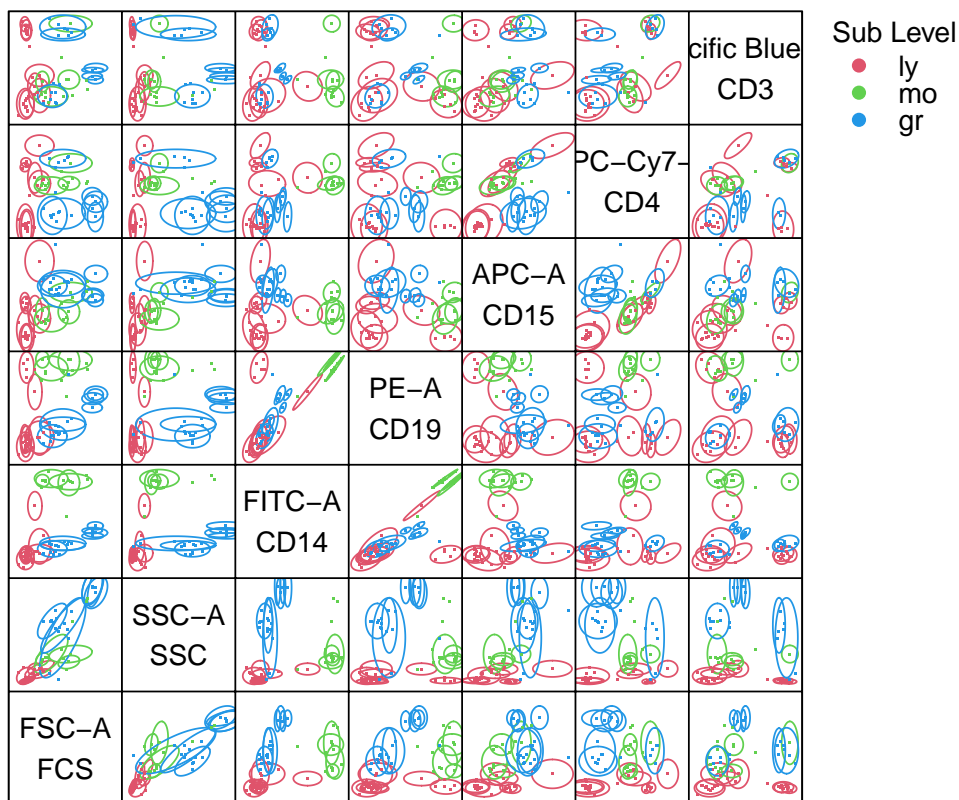 Sub Level
ly
mo
gr
cific Blue
CD3
PC−Cy7−
CD4
APC−A
CD15
PE−A
CD19
FITC−A
CD14
SSC−A
SSC
FSC−A
FCS